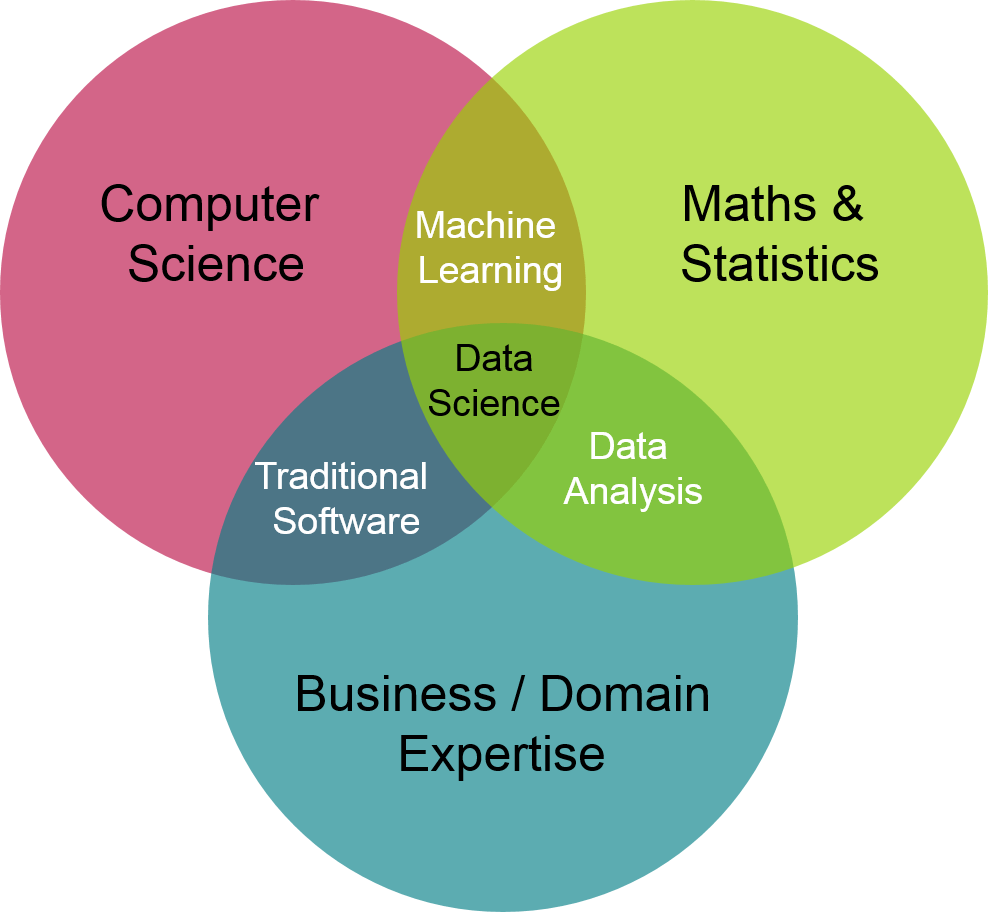 Computer
Science
Maths &
Statistics
Machine
Learning
Data
Science
Traditional
Software
Data
Analysis
Business / Domain
Expertise